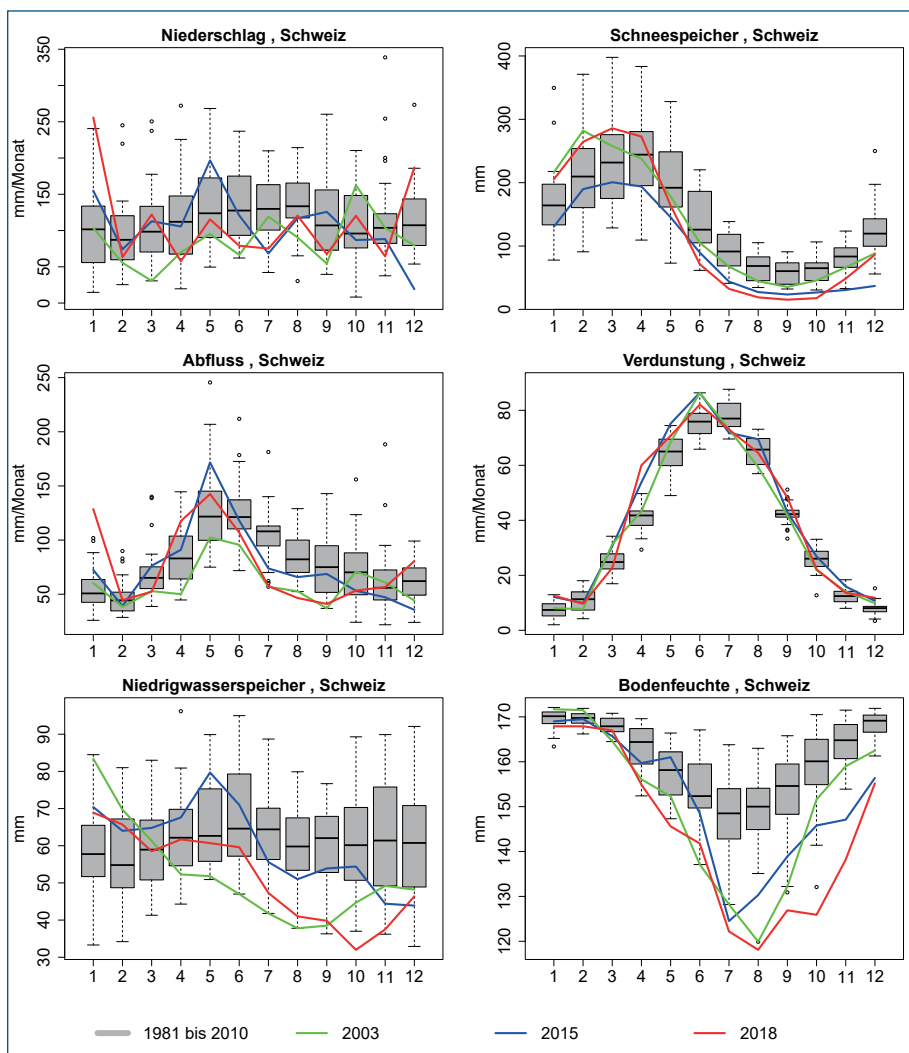 Niederschlag , Schweiz
mm/Monat
350
250
150
50
0
1 2 3 4 5 6 7 8 9 10 11 12
Schneespeicher , Schweiz
mm
400
200
100
0
1 2 3 4 5 6 7 8 9 10 11 12
Abfluss , Schweiz
mm/Monat
250
200
150
100
50
1 2 3 4 5 6 7 8 9 10 11 12
Verdunstung , Schweiz
mm/Monat
80
60
40
20
0
1 2 3 4 5 6 7 8 9 10 11 12
Niedrigwasserspeicher , Schweiz
mm
90
80
70
60
50
40
30
1 2 3 4 5 6 7 8 9 10 11 12
Bodenfeuchte , Schweiz
170
150
130
120
1 2 3 4 5 6 7 8 9 10 11 12
1981 bis 2010 2003 2015 2018